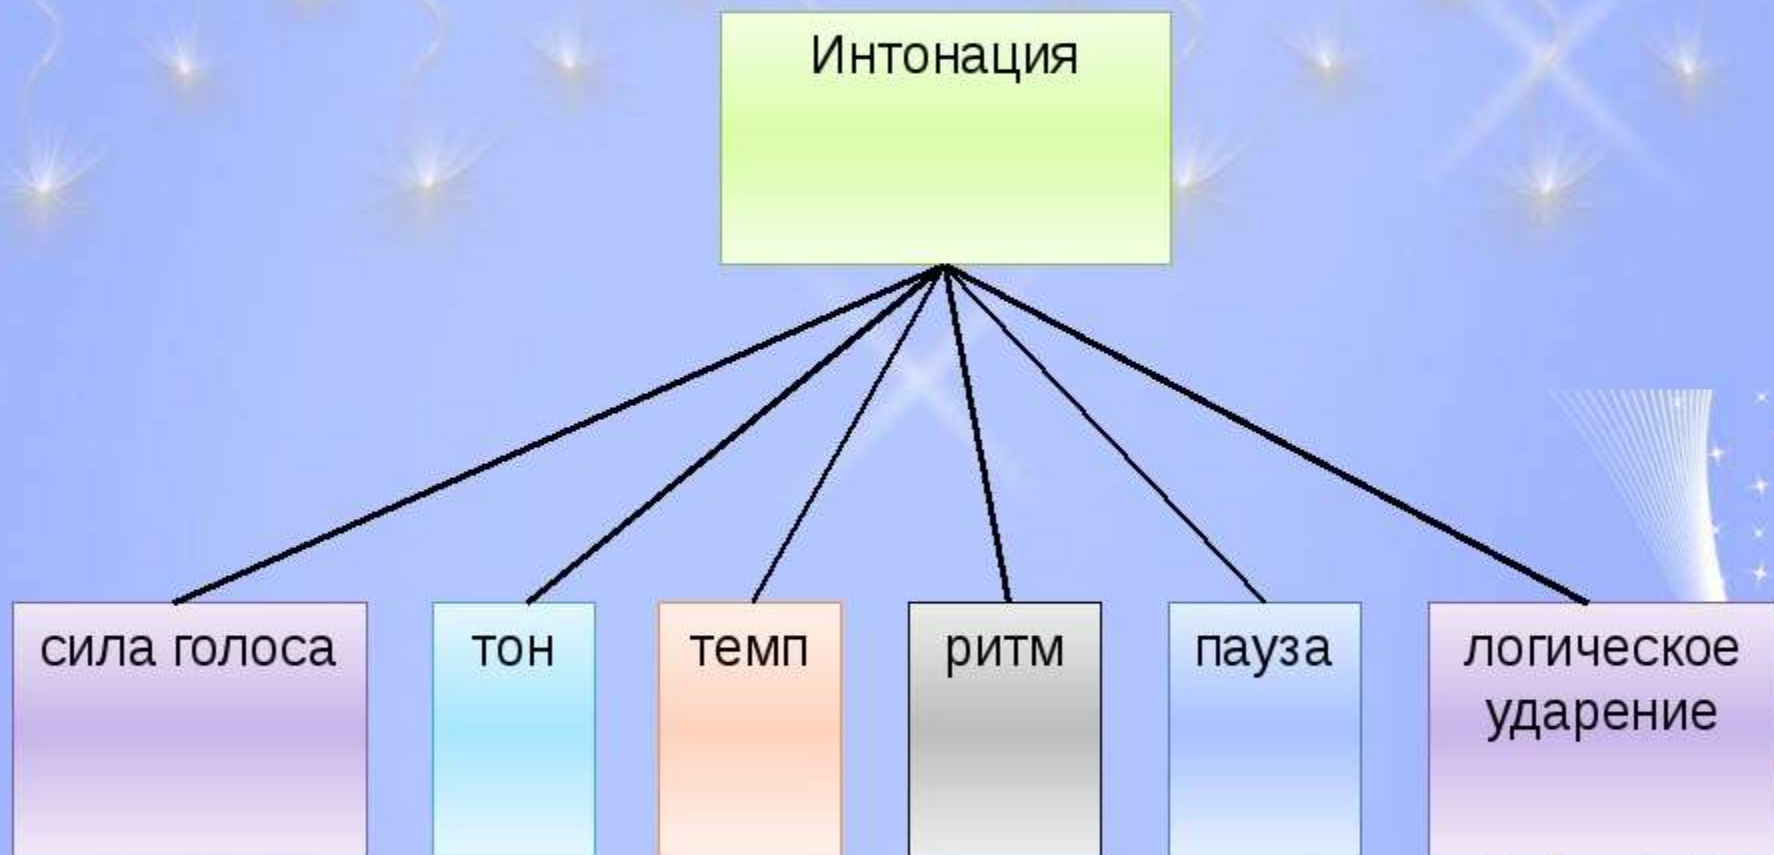 Интонация
сила голоса
тон
темп
ритм
пауза
логическое
ударение